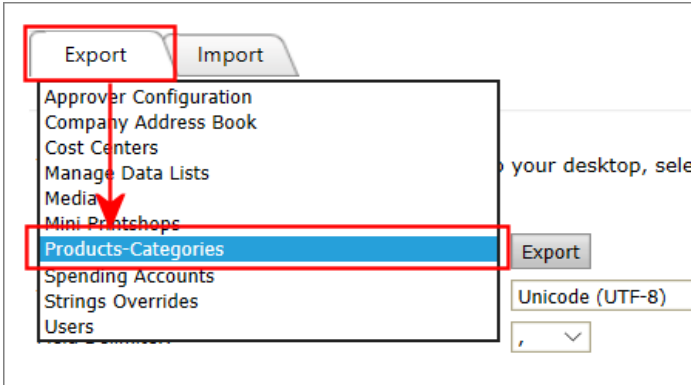 Export Import
Approver Configuration
Company Address Book
Cost Centers
Manage Data Lists
your desktop, sele
Media
Mini Printshops
Products-Categories
Export
Spending Accounts
Strings Overrides
Unicode (UTF-8)
Users
,